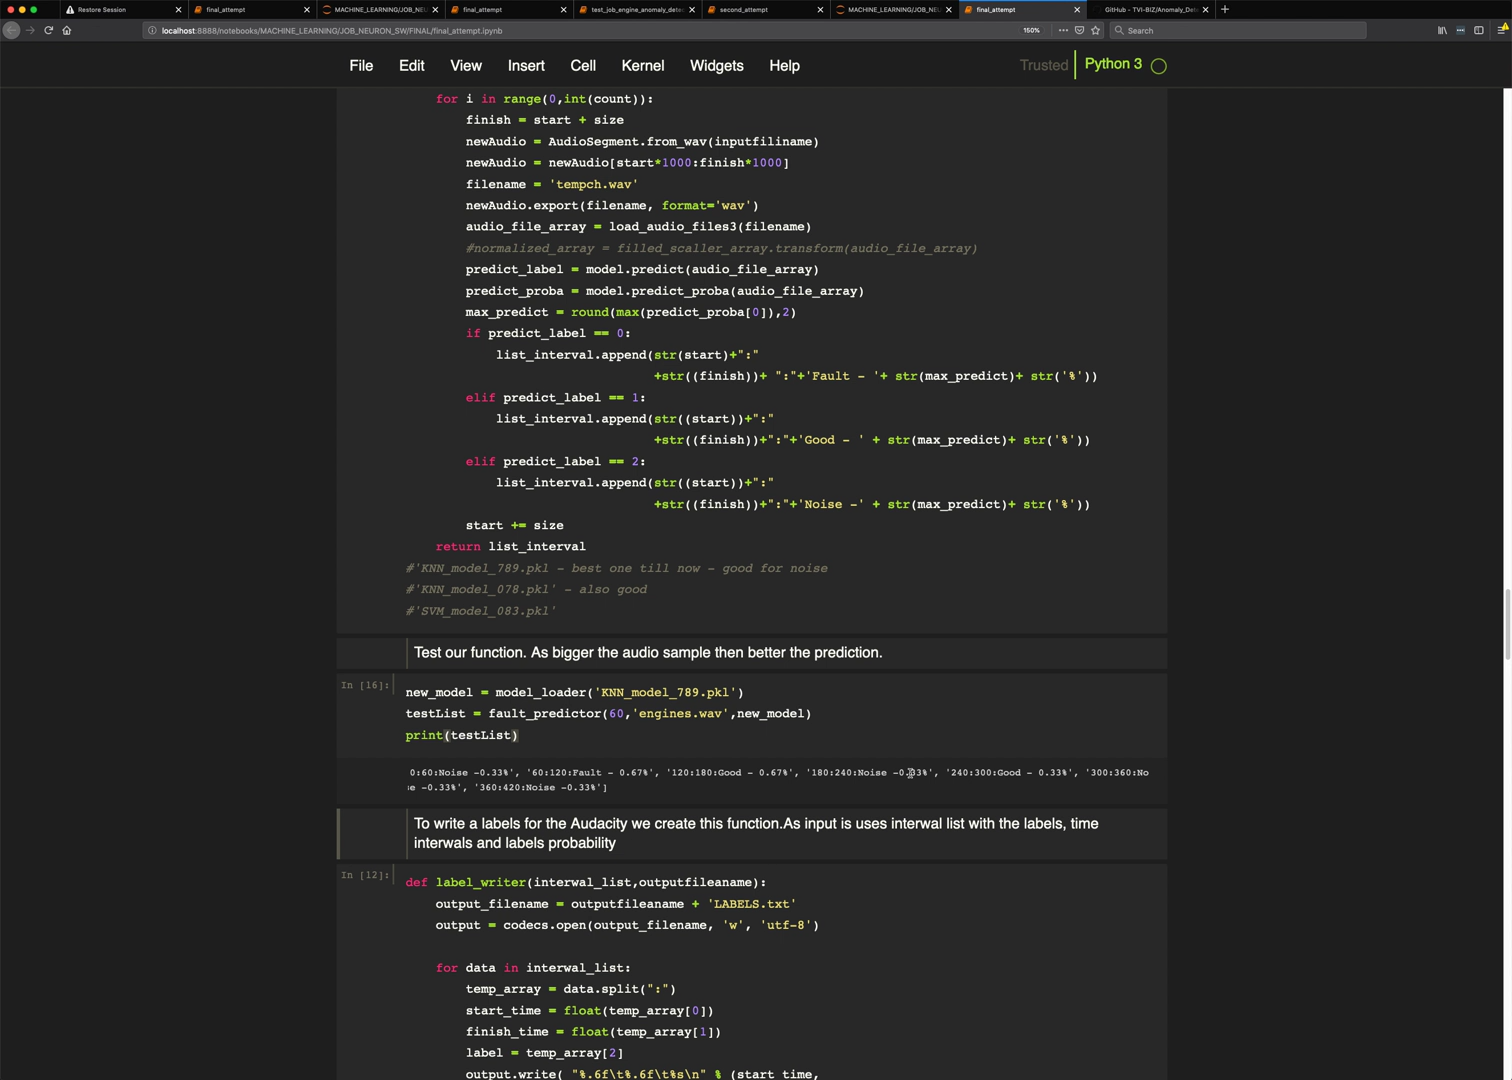 Restore Session
final_attempt
MACHINE_LEARNING/JOB_NEUR
final_attempt
test_job_engine_anomaly_detec
second_attempt
MACHINE_LEARNING/JOB_NEUR
final_attempt
GitHub - TVI-BIZ/Anomaly_Dete
localhost:8888/notebooks/MACHINE_LEARNING/JOB_NEURON_SW/FINAL/final_attempt.ipynb
150%
Search
File Edit View Insert Cell Kernel Widgets Help
Trusted Python 3
for i in range(0,int(count)):
finish = start + size
newAudio = AudioSegment.from_wav(inputfiliname)
newAudio = newAudio[start*1000:finish*1000]
filename = 'tempch.wav'
newAudio.export(filename, format='wav')
audio_file_array = load_audio_files3(filename)
#normalized_array = filled_scaller_array.transform(audio_file_array)
predict_label = model.predict(audio_file_array)
predict_proba = model.predict_proba(audio_file_array)
max_predict = round(max(predict_proba[0]),2)
if predict_label == 0:
list_interval.append(str(start)+":"
+str((finish))+ ":"+'Fault - '+ str(max_predict)+ str('%'))
elif predict_label == 1:
list_interval.append(str((start))+":"
+str((finish))+":"+'Good - ' + str(max_predict)+ str('%'))
elif predict_label == 2:
list_interval.append(str((start))+":"
+str((finish))+":"+'Noise -' + str(max_predict)+ str('%'))
start += size
return list_interval
#'KNN_model_789.pkl - best one till now - good for noise
#'KNN_model_078.pkl' - also good
#'SVM_model_083.pkl'
Test our function. As bigger the audio sample then better the prediction.
In [16]:
new_model = model_loader('KNN_model_789.pkl')
testList = fault_predictor(60,'engines.wav',new_model)
print(testList)
0:60:Noise -0.33%', '60:120:Fault - 0.67%', '120:180:Good - 0.67%', '180:240:Noise -0.33%', '240:300:Good - 0.33%', '300:360:No
se -0.33%', '360:420:Noise -0.33%']
To write a labels for the Audacity we create this function.As input is uses interwal list with the labels, time
intervals and labels probability
In [12]:
def label_writer(interwal_list,outputfileaname):
output_filename = outputfileaname + 'LABELS.txt'
output = codecs.open(output_filename, 'w', 'utf-8')
for data in interwal_list:
temp_array = data.split(":")
start_time = float(temp_array[0])
finish_time = float(temp_array[1])
label = temp_array[2]
output.write( "%.6f\t%.6f\t%s\n" % (start_time,